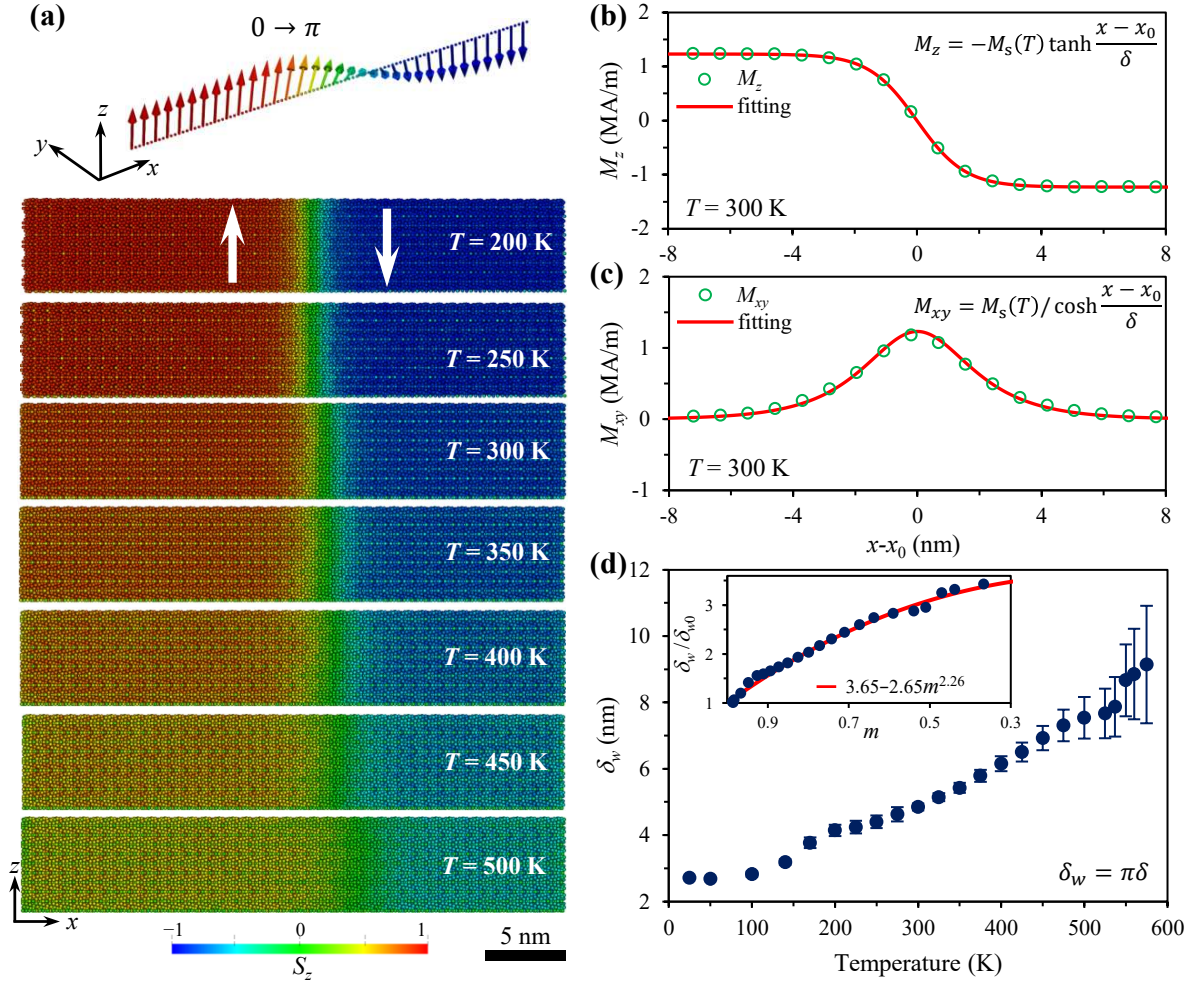 (a)
0 → π
z
y
x
T = 200 K
T = 250 K
T = 300 K
T = 350 K
T = 400 K
T = 450 K
T = 500 K
z
x
−1
0
1
S_z
5 nm
(b)
M_z = −M_s(T) tanh (x − x_0)/δ
M_z
fitting
T = 300 K
M_z (MA/m)
2
1
0
-1
-2
-8
-4
0
4
8
(c)
M_xy = M_s(T)/ cosh (x − x_0)/δ
M_xy
fitting
T = 300 K
M_xy (MA/m)
2
1
0
-1
-8
-4
0
4
8
x-x_0 (nm)
(d)
δ_w (nm)
12
10
8
6
4
2
δ_w/δ_w0
3
2
1
3.65−2.65m^2.26
0.9
0.7
0.5
0.3
m
δ_w = πδ
0
100
200
300
400
500
600
Temperature (K)